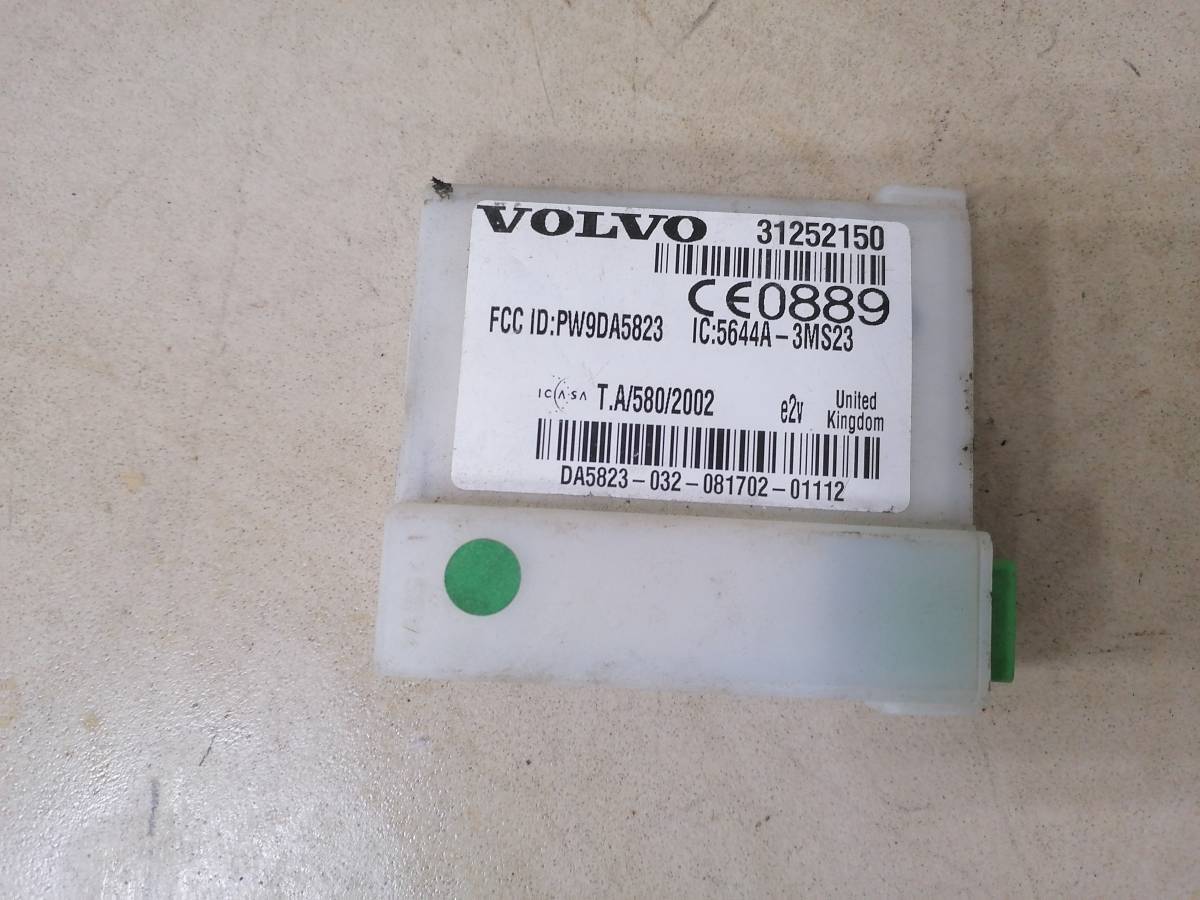 VOLVO 31252150
CE0889
FCC ID:PW9DA5823 IC:5644A-3MS23
ICASA T.A/580/2002 e2v United Kingdom
DA5823-032-081702-01112